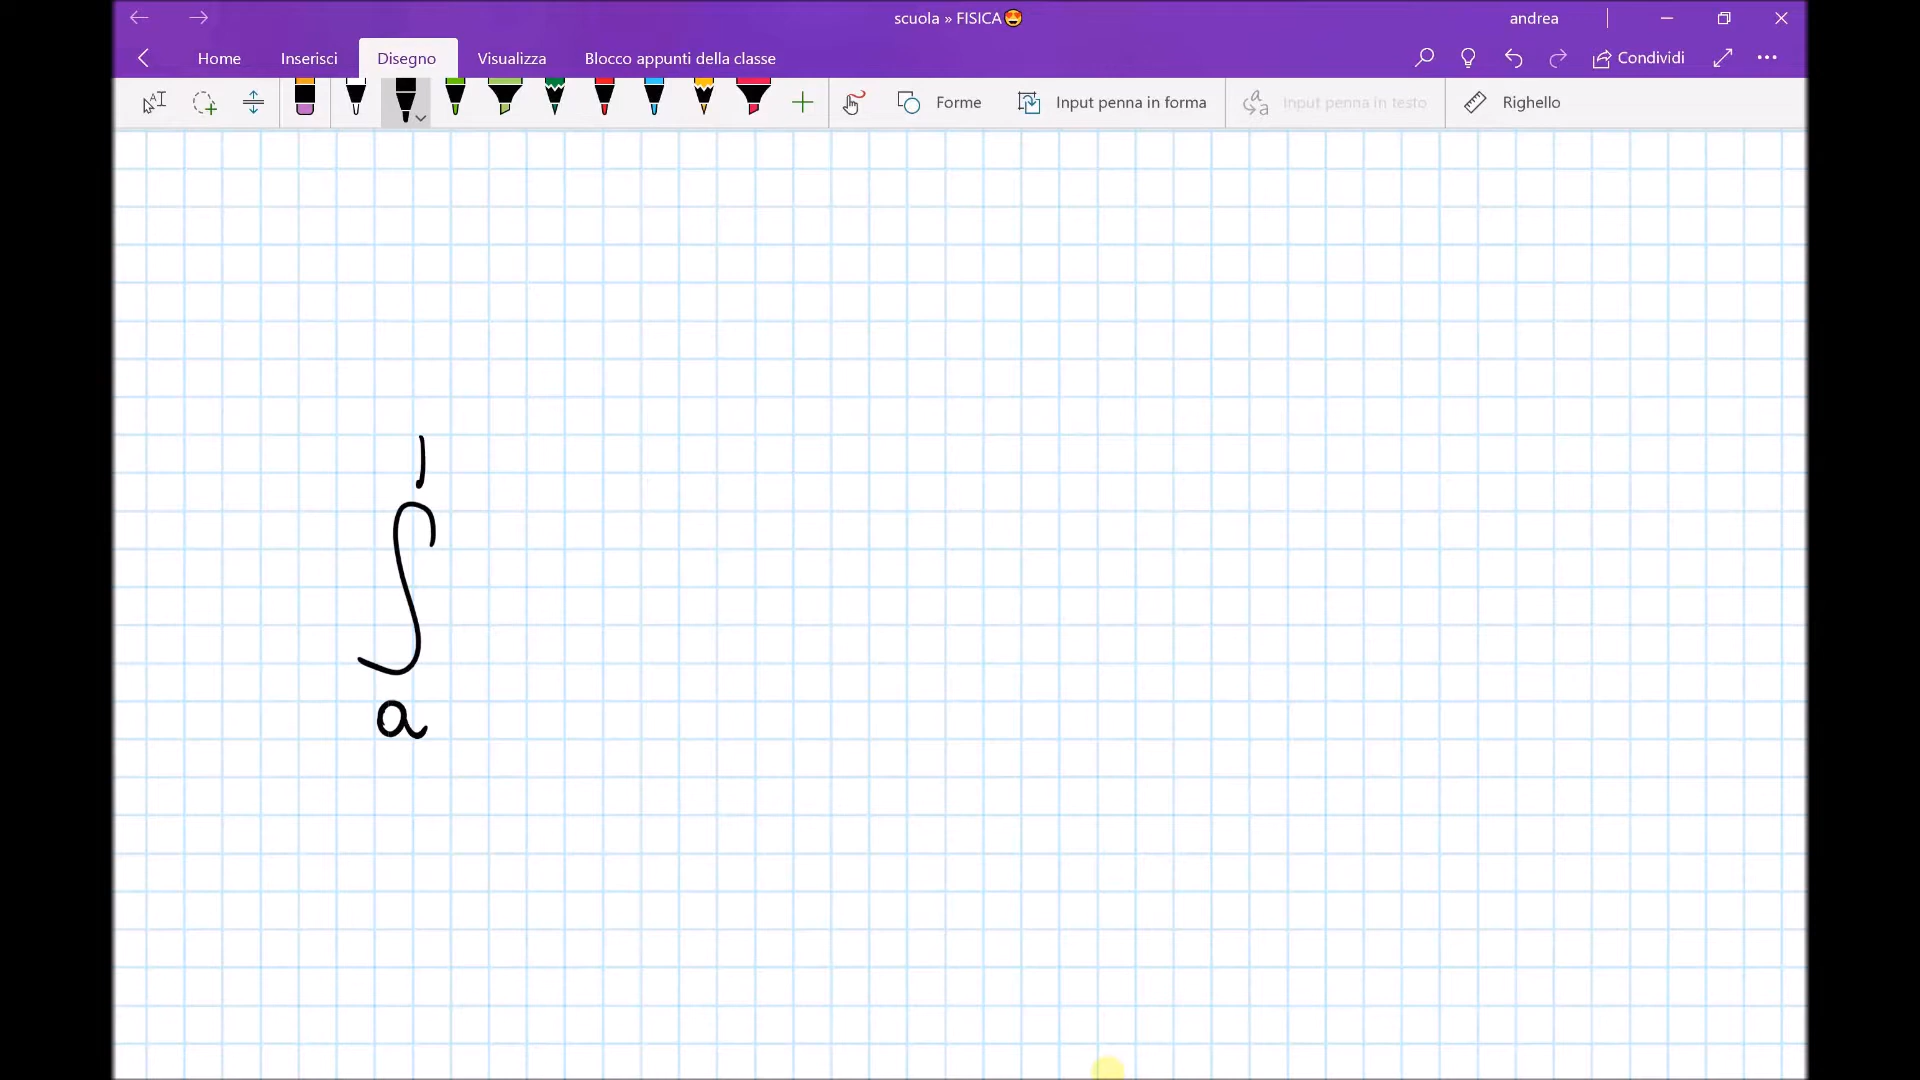 scuola » FISICA😍
andrea
Home Inserisci Disegno Visualizza Blocco appunti della classe Condividi
Forme Input penna in forma Input penna in testo Righello
∫
a